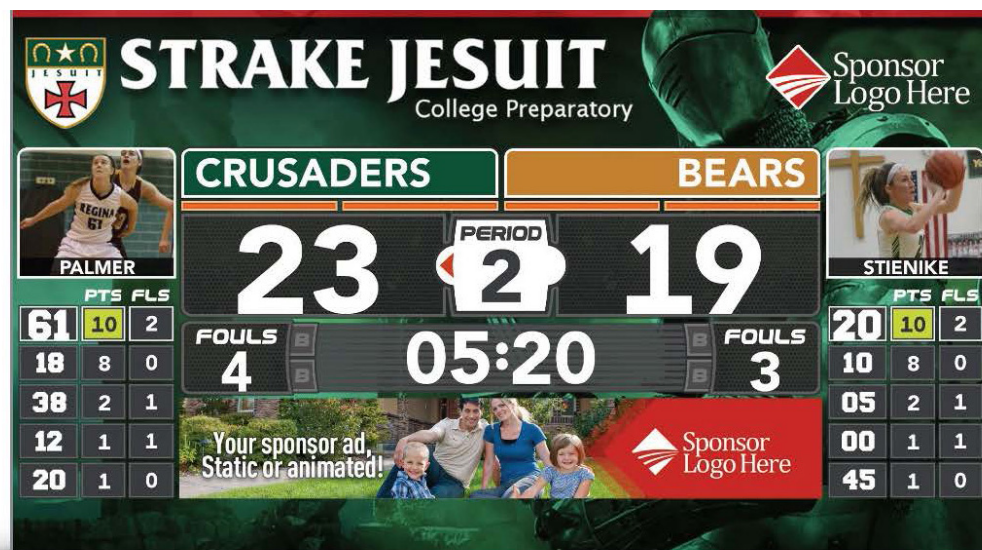 STRAKE JESUIT
College Preparatory
JESUIT
Sponsor
Logo Here
CRUSADERS
BEARS
REGINA
61
PALMER
STIENIKE
23
PERIOD
2
19
PTS FLS
61 10 2
18 8 0
38 2 1
12 1 1
20 1 0
FOULS
4
B
B
05:20
B
B
FOULS
3
PTS FLS
20 10 2
10 8 0
05 2 1
00 1 1
45 1 0
Your sponsor ad,
Static or animated!
Sponsor
Logo Here